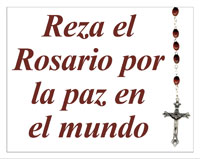 Reza el
Rosario por
la paz en
el mundo